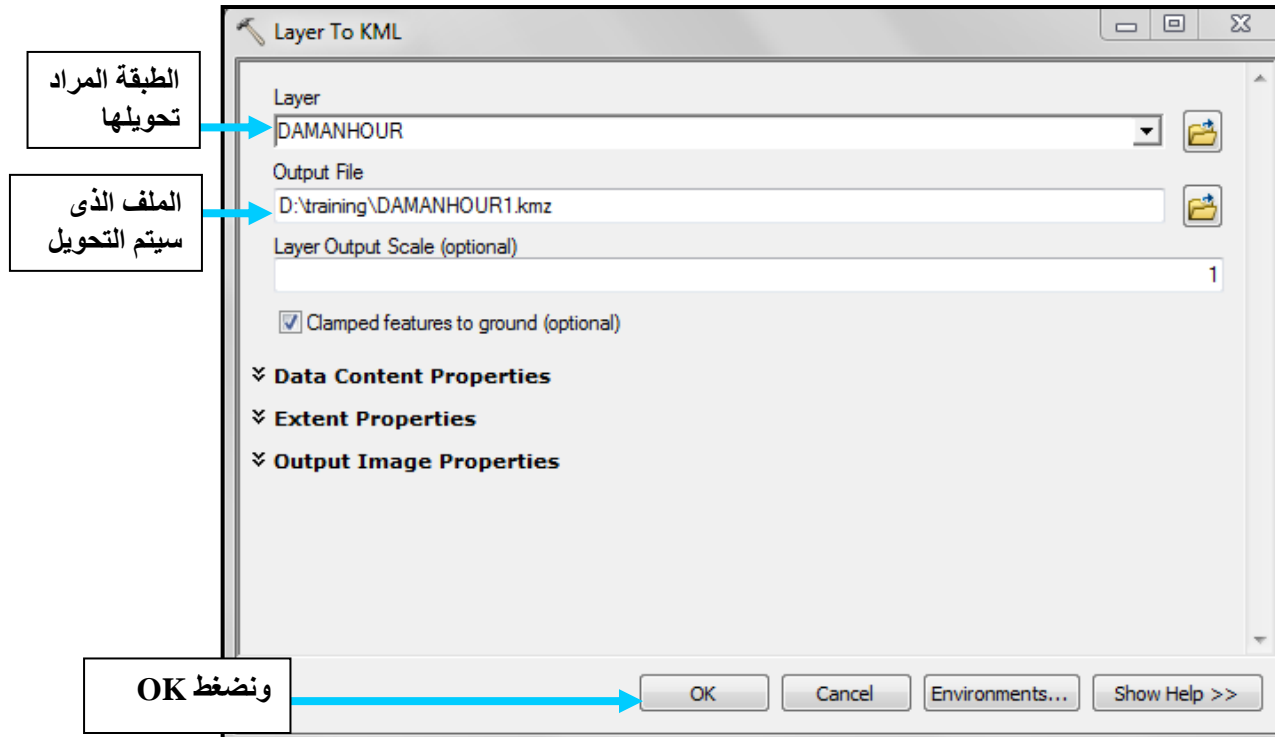 Layer To KML
الطبقة المراد
تحويلها
Layer
DAMANHOUR
الملف الذى
سيتم التحويل
Output File
D:\training\DAMANHOUR1.kmz
Layer Output Scale (optional)
1
Clamped features to ground (optional)
Data Content Properties
Extent Properties
Output Image Properties
ونضغط OK
OK
Cancel
Environments...
Show Help >>